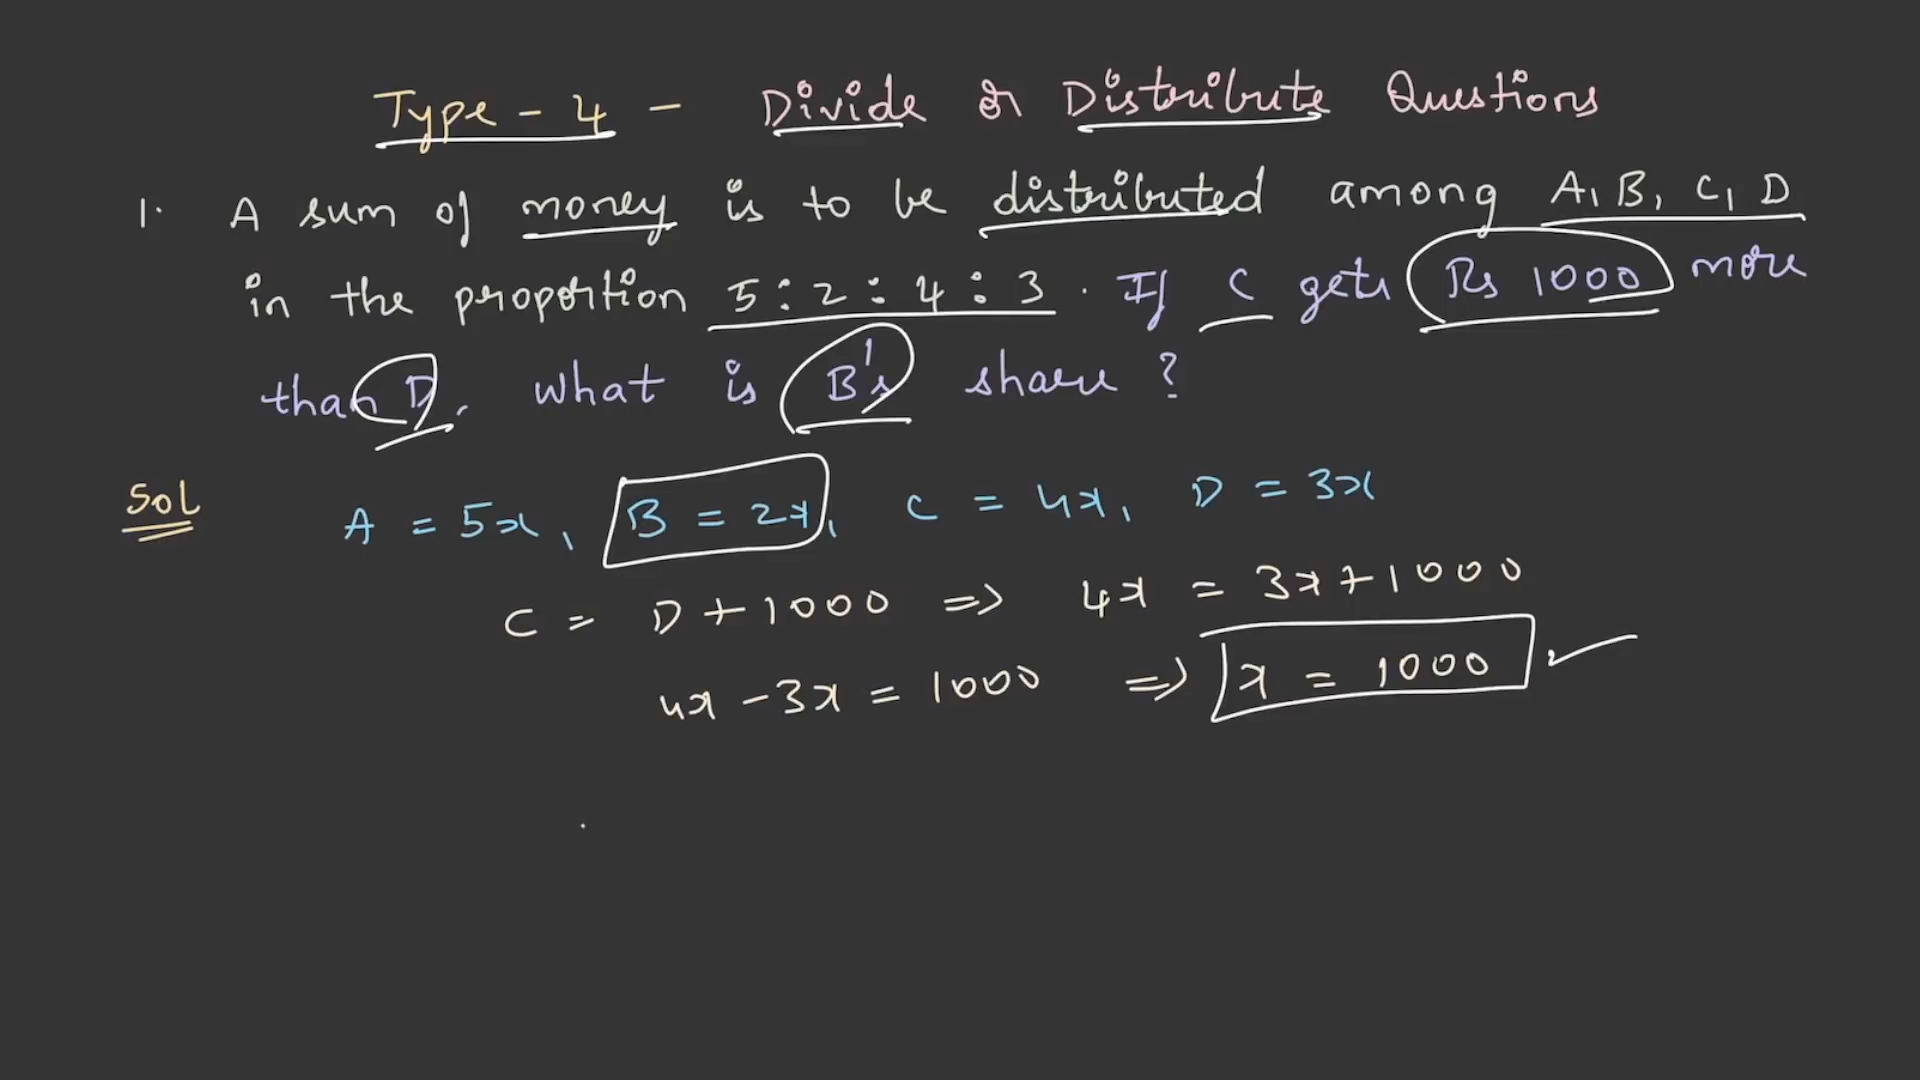 Type - 4 - Divide or Distribute Questions
1. A sum of money is to be distributed among A, B, C, D
in the proportion 5 : 2 : 4 : 3 . If C gets Rs 1000 more
than D, what is B's share ?
Sol
A = 5x, B = 2x, C = 4x, D = 3x
C = D + 1000 => 4x = 3x + 1000
4x - 3x = 1000 => x = 1000